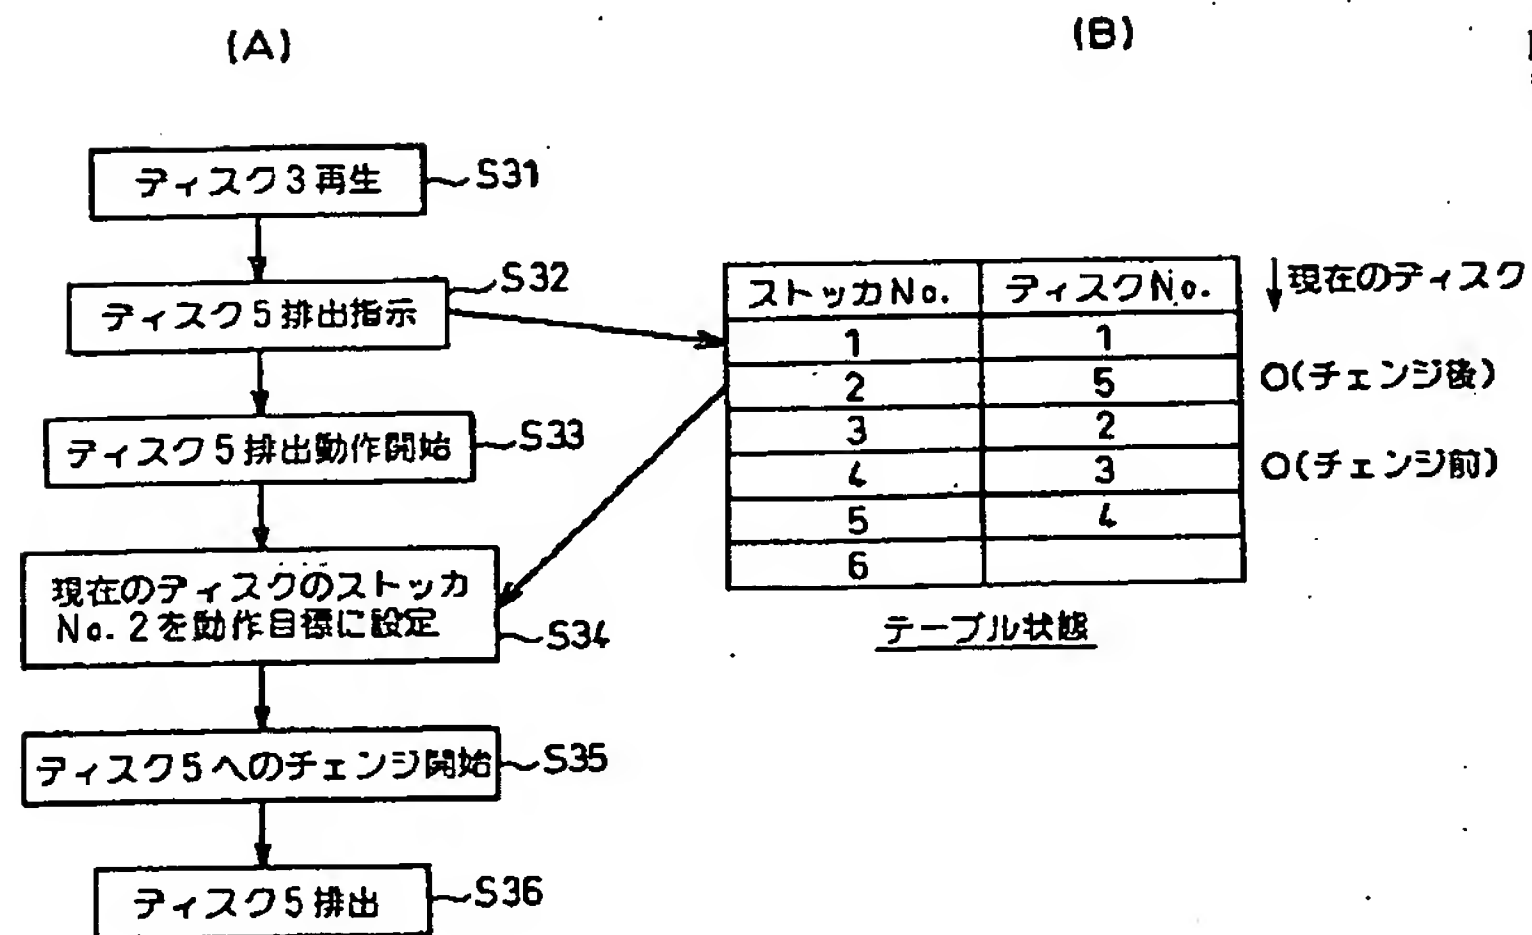 (A)
ディスク3再生
S31
ディスク5排出指示
S32
ディスク5排出動作開始
S33
現在のディスクのストッカ
No.2を動作目標に設定
S34
ディスク5へのチェンジ開始
S35
ディスク5排出
S36
(B)
ストッカNo. ディスクNo.
↓現在のディスク
1 1
2 5 O(チェンジ後)
3 2
4 3 O(チェンジ前)
5 4
6
テーブル状態